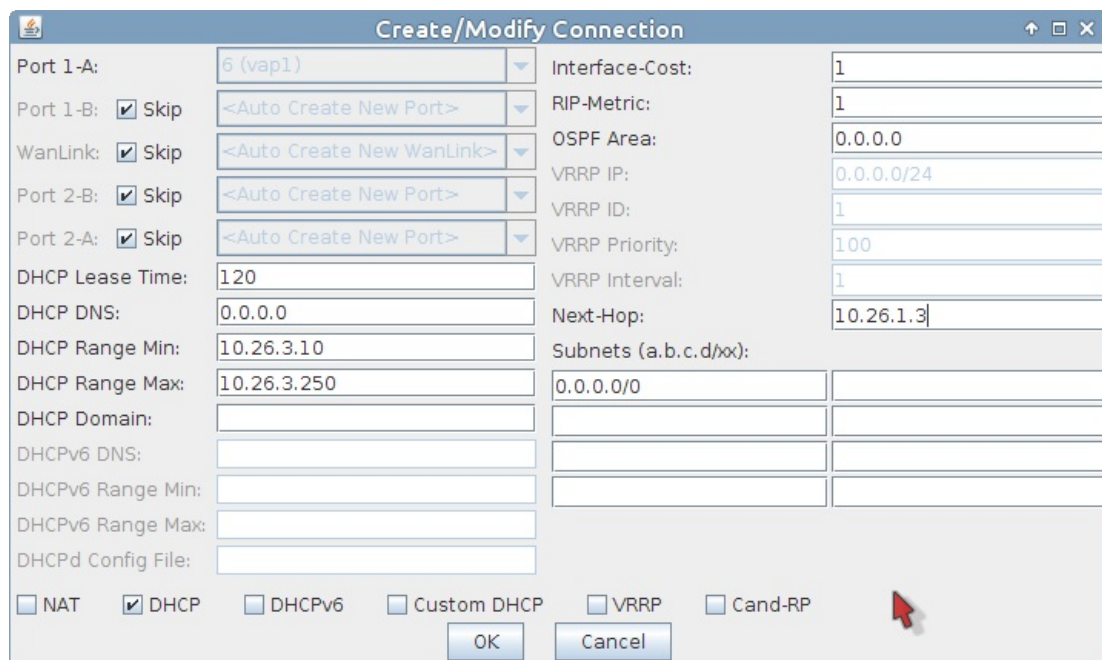 Create/Modify Connection
Port 1-A: 6 (vap1)
Port 1-B: Skip <Auto Create New Port>
WanLink: Skip <Auto Create New WanLink>
Port 2-B: Skip <Auto Create New Port>
Port 2-A: Skip <Auto Create New Port>
DHCP Lease Time: 120
DHCP DNS: 0.0.0.0
DHCP Range Min: 10.26.3.10
DHCP Range Max: 10.26.3.250
DHCP Domain:
DHCPv6 DNS:
DHCPv6 Range Min:
DHCPv6 Range Max:
DHCPd Config File:
Interface-Cost: 1
RIP-Metric: 1
OSPF Area: 0.0.0.0
VRRP IP: 0.0.0.0/24
VRRP ID: 1
VRRP Priority: 100
VRRP Interval: 1
Next-Hop: 10.26.1.3
Subnets (a.b.c.d/xx):
0.0.0.0/0
NAT DHCP DHCPv6 Custom DHCP VRRP Cand-RP
OK Cancel